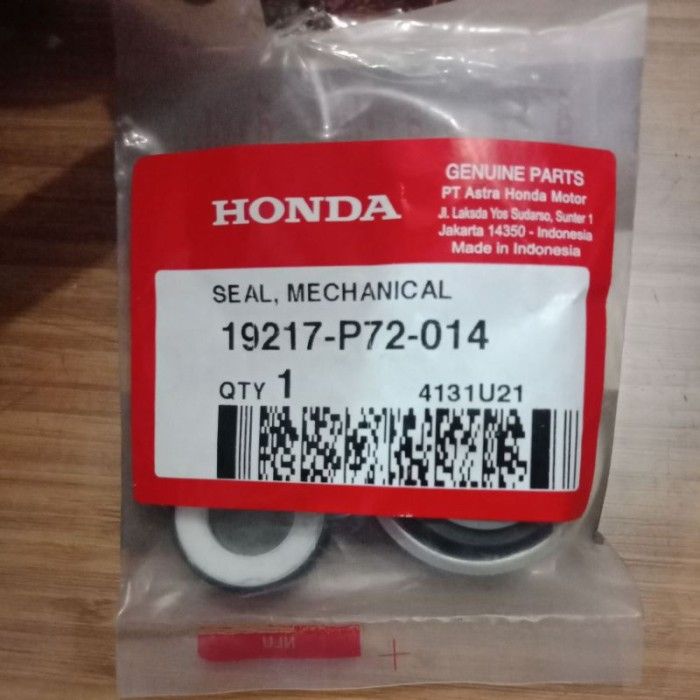 HONDA
GENUINE PARTS
PT Astra Honda Motor
Jl. Laksda Yos Sudarso, Sunter 1
Jakarta 14350 - Indonesia
Made in Indonesia
SEAL, MECHANICAL
19217-P72-014
QTY 1 4131U21